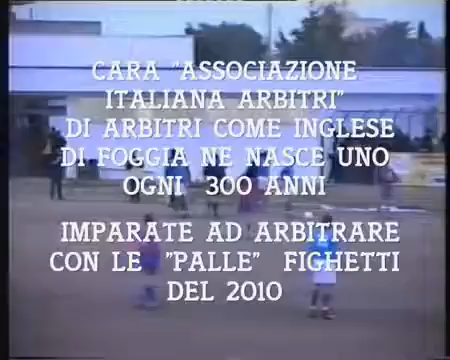 CARA "ASSOCIAZIONE
ITALIANA ARBITRI"
DI ARBITRI COME INGLESE
DI FOGGIA NE NASCE UNO
OGNI 300 ANNI
IMPARATE AD ARBITRARE
CON LE "PALLE" FIGHETTI
DEL 2010